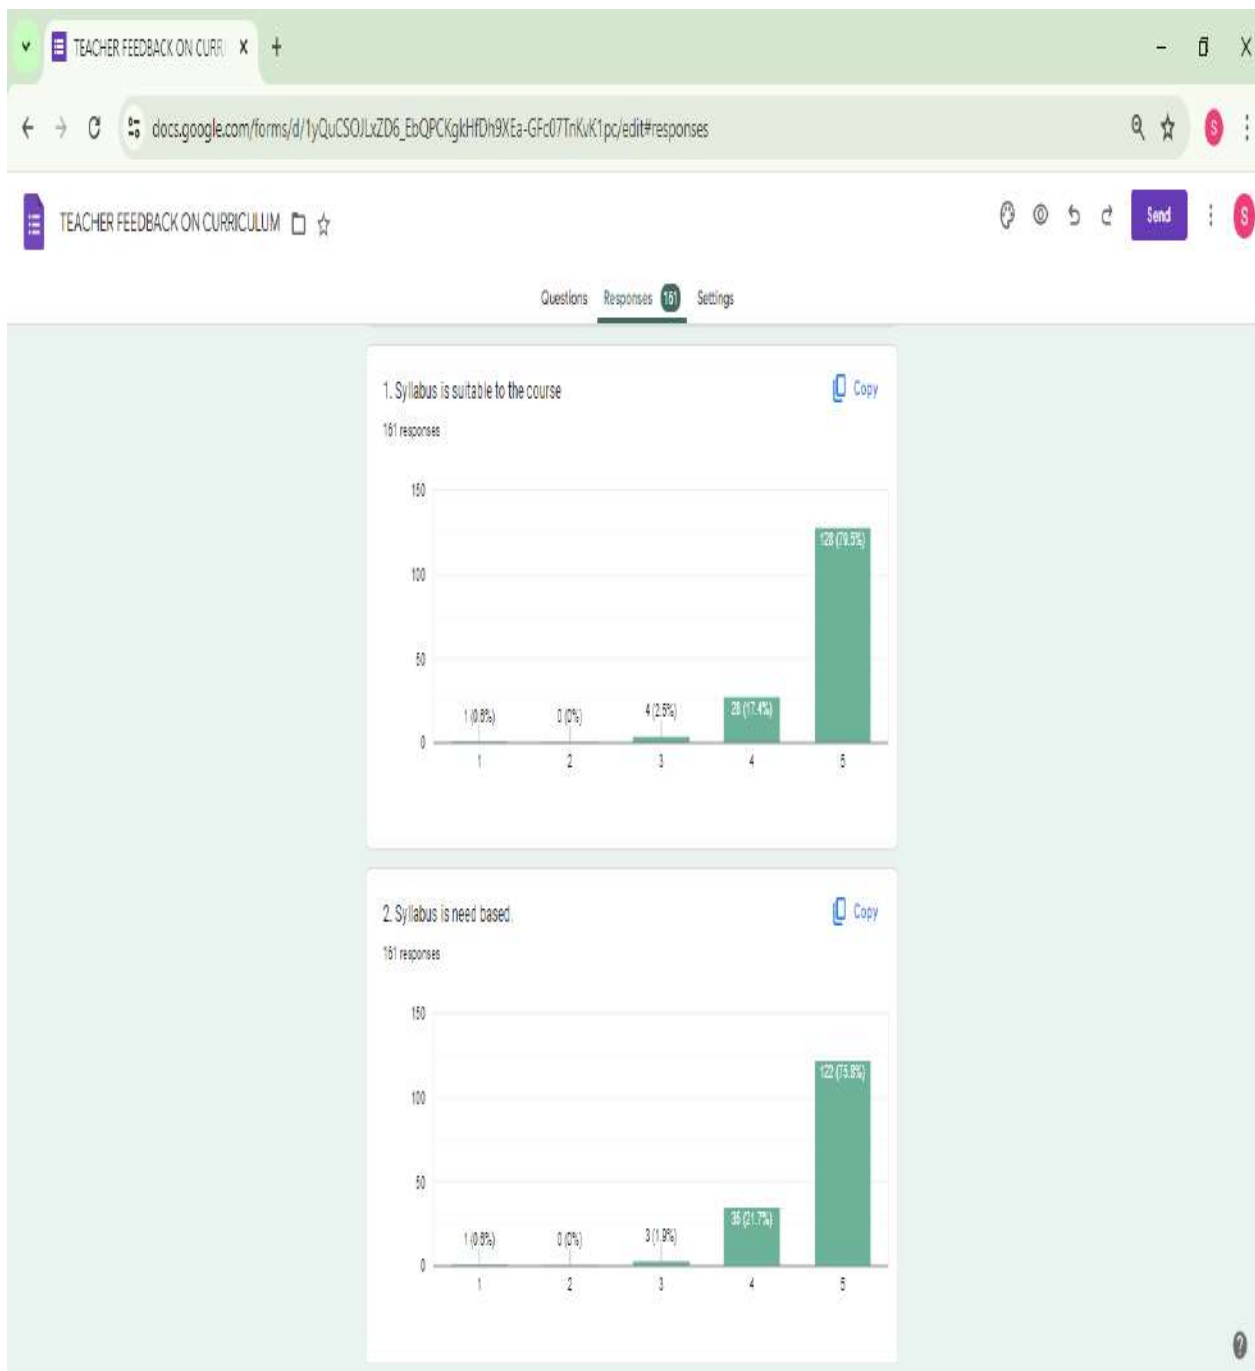 TEACHER FEEDBACK ON CURRI
docs.google.com/forms/d/1yQuCSOJLxZD6_EbQPCKgkHfDh9XEa-GFc07TnKvK1pc/edit#responses
S
TEACHER FEEDBACK ON CURRICULUM
Send
S
Questions Responses 161 Settings
1. Syllabus is suitable to the course
Copy
161 responses
150
128 (79.5%)
100
50
1 (0.6%) 0 (0%) 4 (2.5%) 28 (17.4%)
0
1 2 3 4 5
2. Syllabus is need based.
Copy
161 responses
150
122 (75.8%)
100
50
1 (0.6%) 0 (0%) 3 (1.9%) 35 (21.7%)
0
1 2 3 4 5